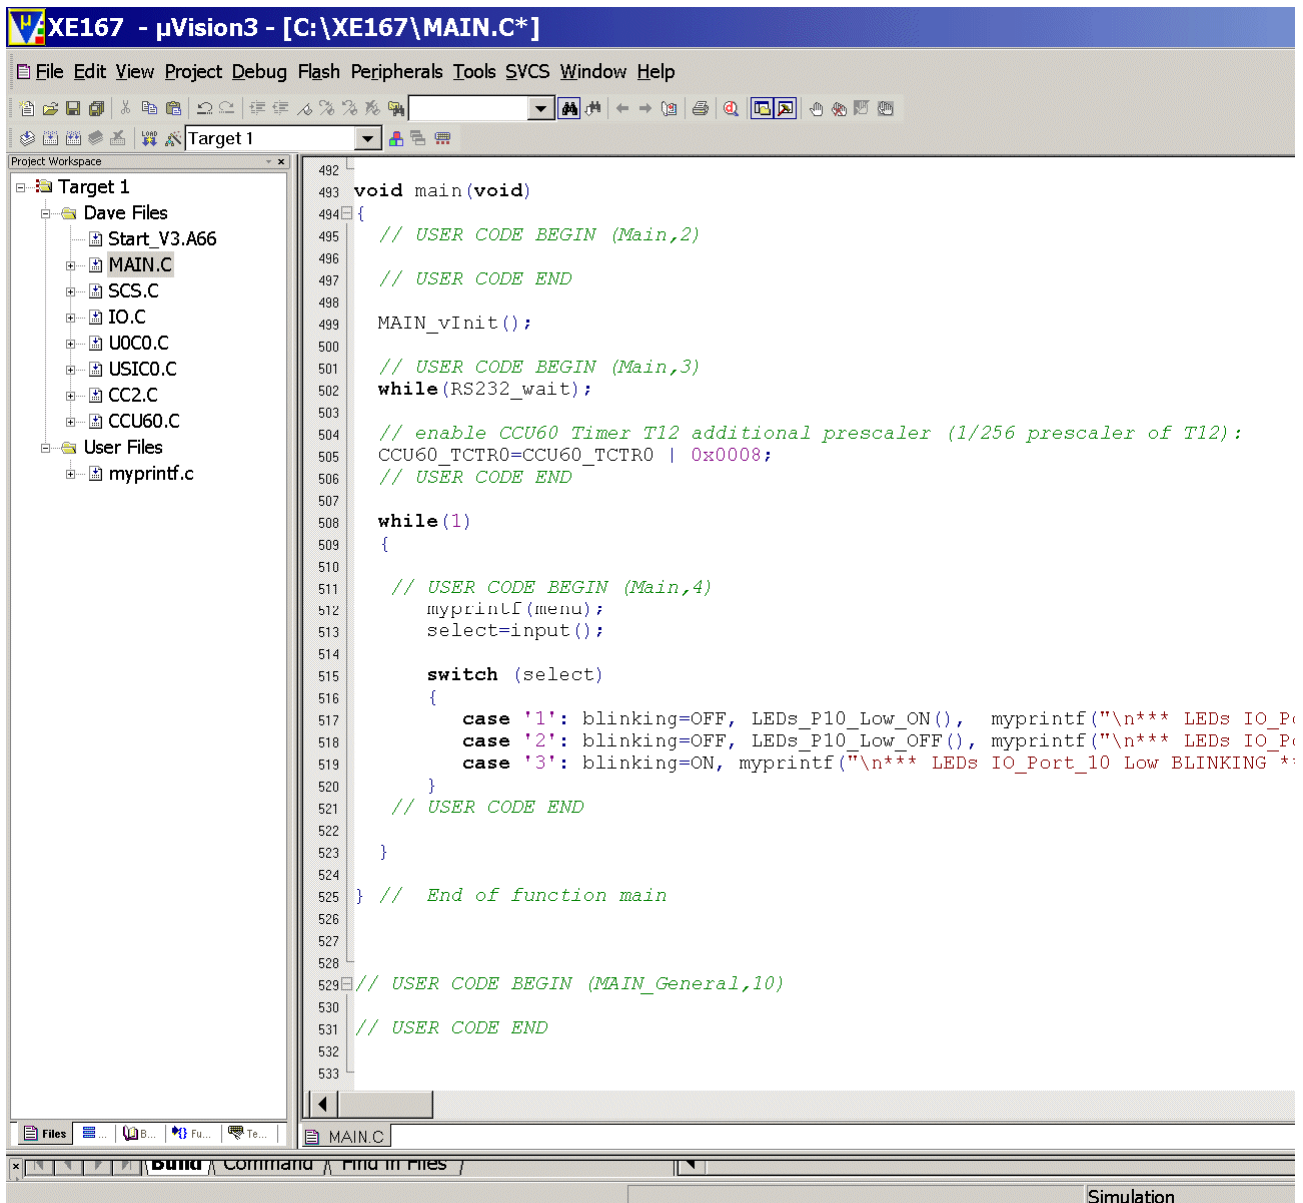 XE167 - µVision3 - [C:\XE167\MAIN.C*]
File Edit View Project Debug Flash Peripherals Tools SVCS Window Help
Target 1
Project Workspace
Target 1
Dave Files
Start_V3.A66
MAIN.C
SCS.C
IO.C
U0C0.C
USIC0.C
CC2.C
CCU60.C
User Files
myprintf.c
492
493 void main(void)
494 {
495 // USER CODE BEGIN (Main,2)
496
497 // USER CODE END
498
499 MAIN_vInit();
500
501 // USER CODE BEGIN (Main,3)
502 while(RS232_wait);
503
504 // enable CCU60 Timer T12 additional prescaler (1/256 prescaler of T12):
505 CCU60_TCTR0=CCU60_TCTR0 | 0x0008;
506 // USER CODE END
507
508 while(1)
509 {
510
511 // USER CODE BEGIN (Main,4)
512 myprintf(menu);
513 select=input();
514
515 switch (select)
516 {
517 case '1': blinking=OFF, LEDs_P10_Low_ON(), myprintf("\n*** LEDs IO_Po
518 case '2': blinking=OFF, LEDs_P10_Low_OFF(), myprintf("\n*** LEDs IO_Po
519 case '3': blinking=ON, myprintf("\n*** LEDs IO_Port_10 Low BLINKING **
520 }
521 // USER CODE END
522
523 }
524
525 } // End of function main
526
527
528
529 // USER CODE BEGIN (MAIN_General,10)
530
531 // USER CODE END
532
533
Files ... B... {} Fu... Te...
MAIN.C
Build Command Find in Files
Simulation